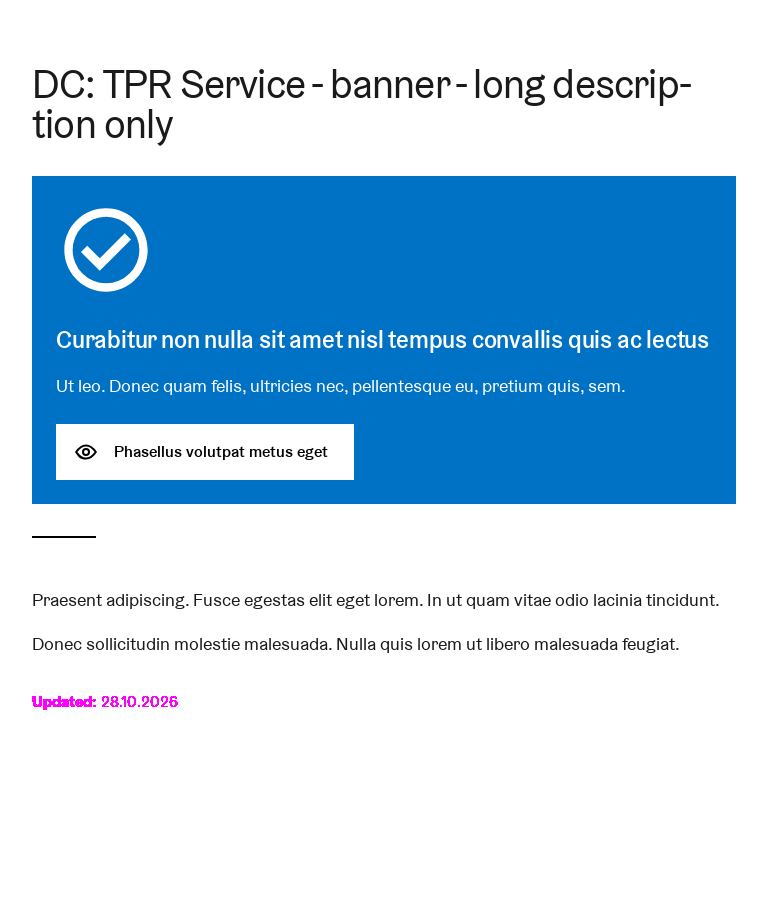 DC: TPR Service - banner - long descrip-
tion only
Curabitur non nulla sit amet nisl tempus convallis quis ac lectus
Ut leo. Donec quam felis, ultricies nec, pellentesque eu, pretium quis, sem.
Phasellus volutpat metus eget
Praesent adipiscing. Fusce egestas elit eget lorem. In ut quam vitae odio lacinia tincidunt.
Donec sollicitudin molestie malesuada. Nulla quis lorem ut libero malesuada feugiat.
Updated: 28.10.2026